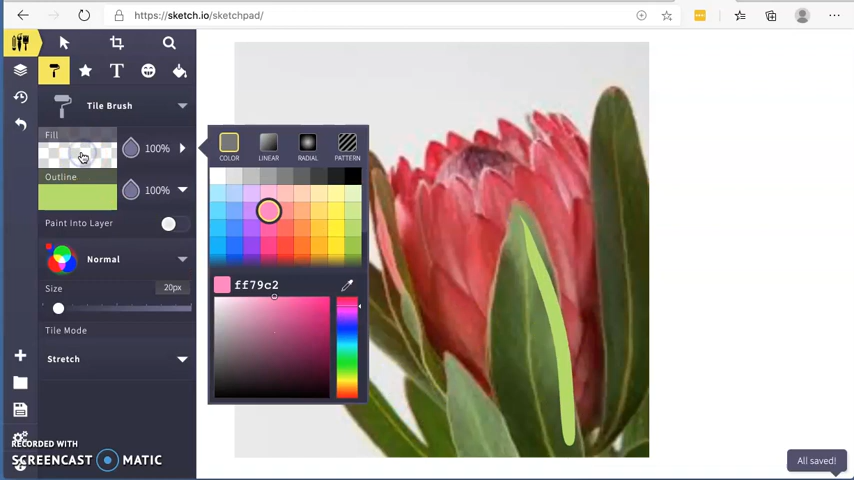 https://sketch.io/sketchpad/
T
Tile Brush
Fill
100%
Outline
100%
Paint Into Layer
Normal
Size
20px
Tile Mode
Stretch
COLOR
LINEAR
RADIAL
PATTERN
ff79c2
RECORDED WITH
SCREENCAST MATIC
All saved!